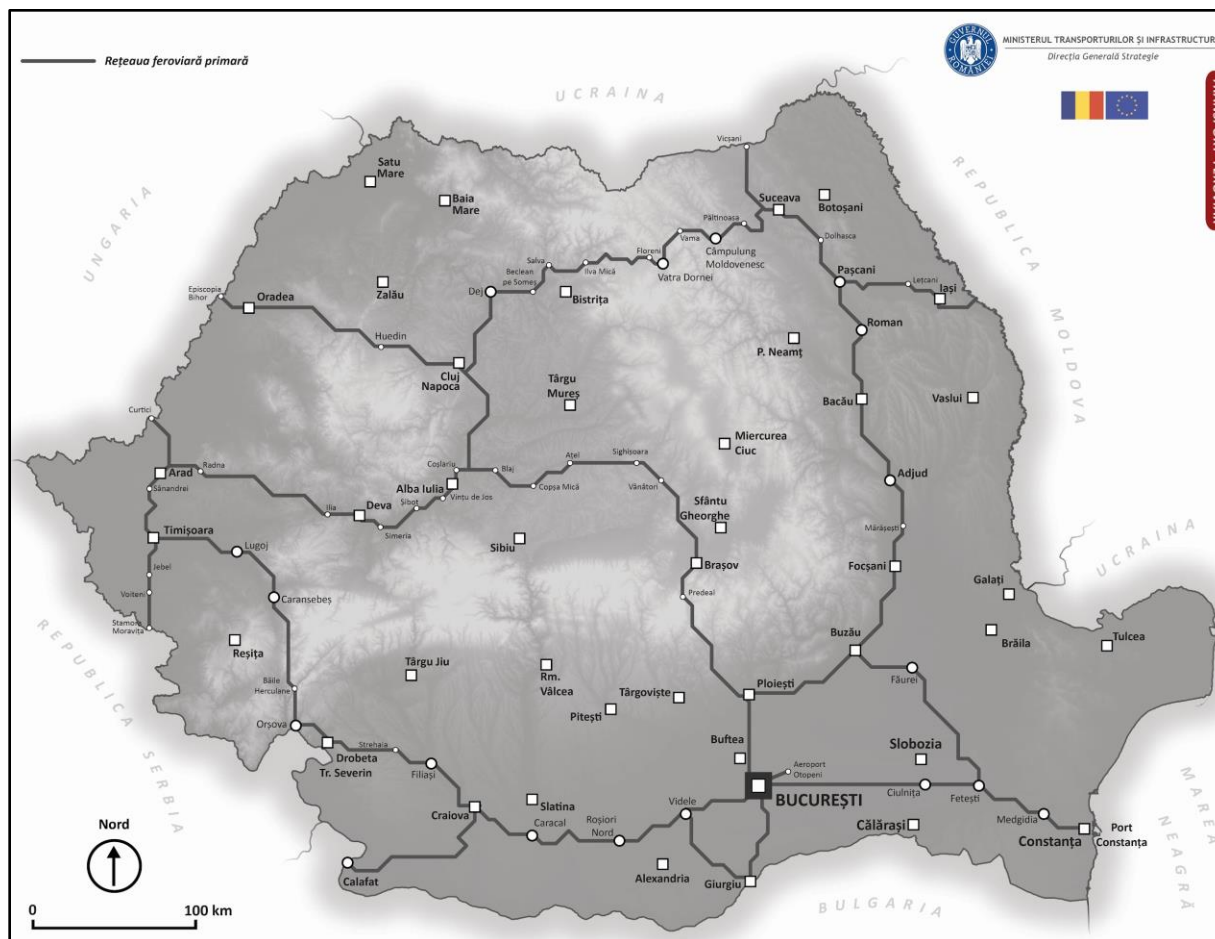 Rețeaua feroviară primară
GUVERNUL ROMÂNIEI
MINISTERUL TRANSPORTURILOR ȘI INFRASTRUCTUR
Direcția Generală Strategie
UCRAINA
UNGARIA
REPUBLICA MOLDOVA
UCRAINA
REPUBLICA SERBIA
BULGARIA
MAREA NEAGRĂ
Vicșani
Satu
Mare
Baia
Mare
Suceava
Botoșani
Păltinoasa
Vama
Câmpulung
Moldovenesc
Dolhasca
Floreni
Vatra Dornei
Salva
Ilva Mică
Beclean
pe Someș
Dej
Bistrița
Zalău
Episcopia
Bihor
Oradea
Huedin
Cluj
Napoca
Pașcani
Lețcani
Iași
Roman
P. Neamț
Târgu
Mureș
Bacău
Vaslui
Miercurea
Ciuc
Curtici
Arad
Radna
Sânandrei
Coșlariu
Blaj
Ațel
Sighișoara
Copșa Mică
Vânători
Alba Iulia
Vințu de Jos
Șibot
Ilia
Deva
Simeria
Adjud
Mărășești
Sfântu
Gheorghe
Sibiu
Timișoara
Lugoj
Jebel
Voiteni
Stamora
Moravița
Caransebeș
Brașov
Predeal
Focșani
Galați
Brăila
Tulcea
Reșița
Târgu Jiu
Rm.
Vâlcea
Buzău
Făurei
Băile
Herculane
Orșova
Târgoviște
Pitești
Ploiești
Drobeta
Tr. Severin
Strehaia
Filiași
Buftea
Aeroport
Otopeni
Slobozia
BUCUREȘTI
Ciulnița
Fetești
Craiova
Slatina
Caracal
Roșiori
Nord
Videle
Călărași
Medgidia
Constanța
Port
Constanța
Calafat
Alexandria
Giurgiu
Nord
0
100 km